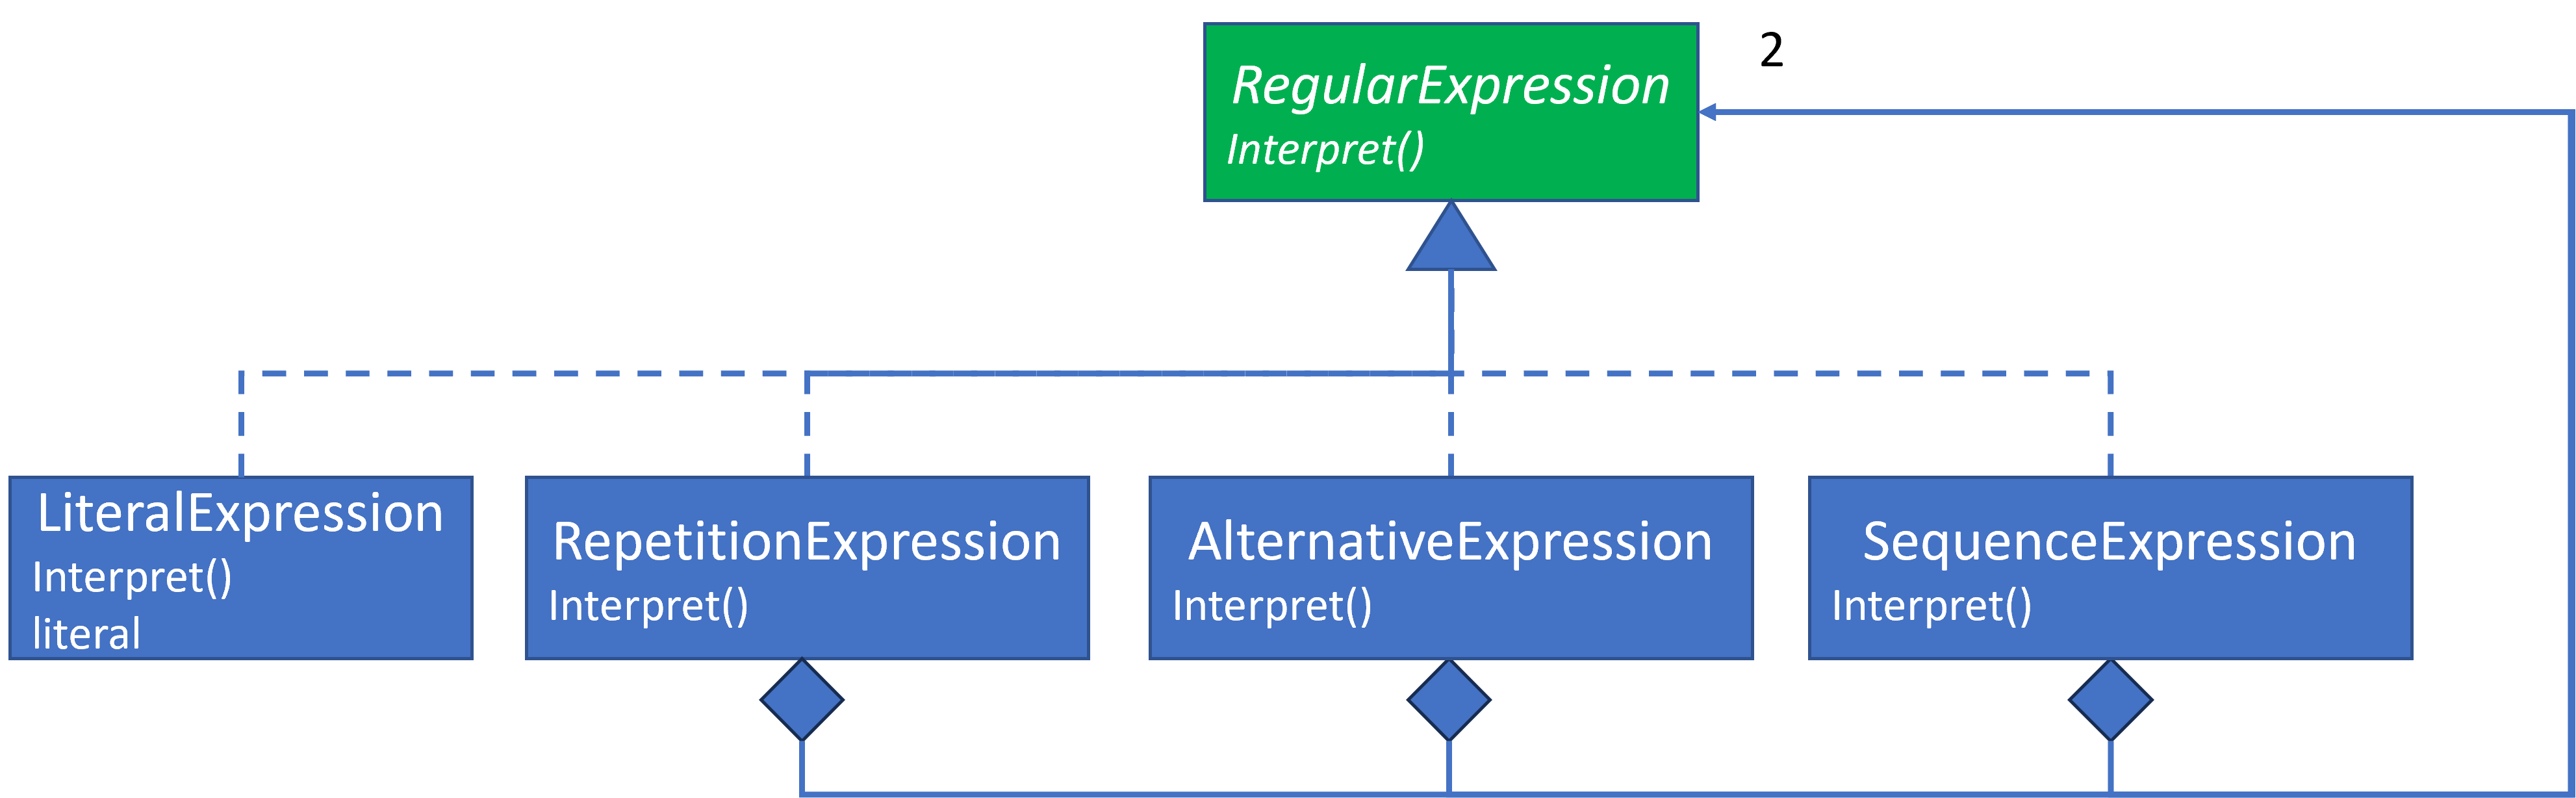 RegularExpression
Interpret()
2
LiteralExpression
Interpret()
literal
RepetitionExpression
Interpret()
AlternativeExpression
Interpret()
SequenceExpression
Interpret()